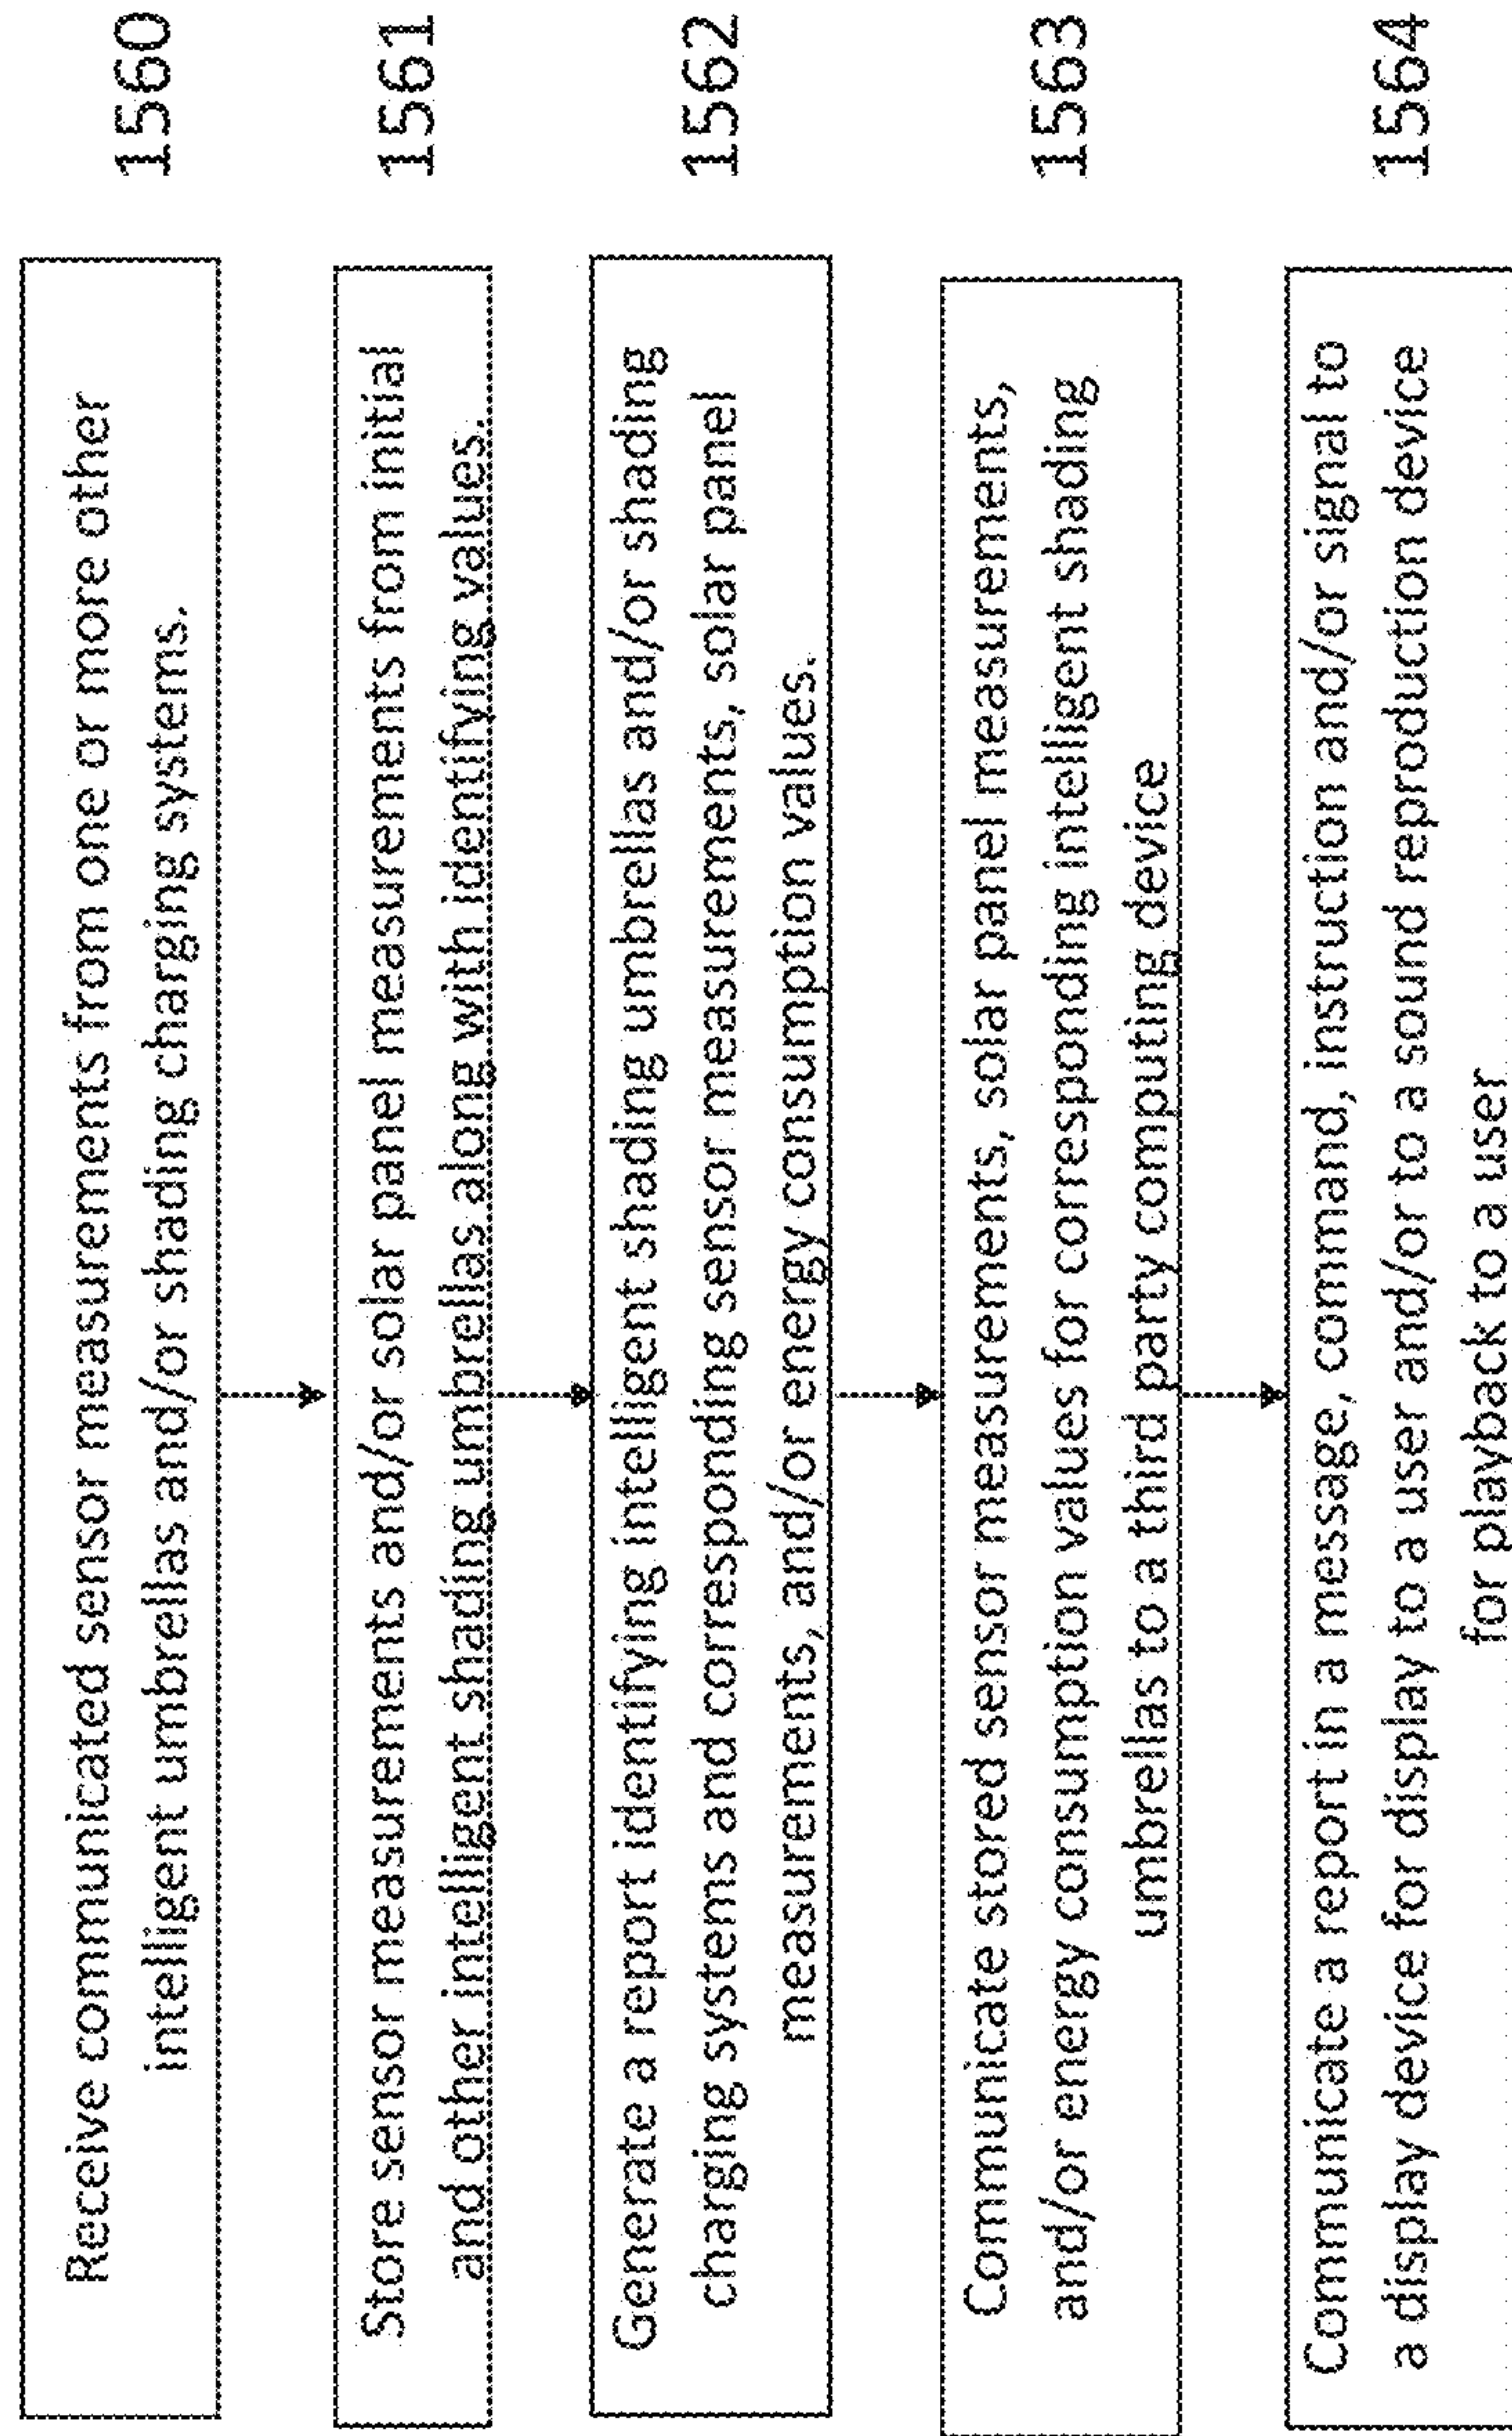 Receive communicated sensor measurements from one or more other
intelligent umbrellas and/or shading charging systems.
1560
Store sensor measurements and/or solar panel measurements from initial
and other intelligent shading umbrellas along with identifying values.
1561
Generate a report identifying intelligent shading umbrellas and/or shading
charging systems and corresponding sensor measurements, solar panel
measurements, and/or energy consumption values.
1562
Communicate stored sensor measurements, solar panel measurements,
and/or energy consumption values for corresponding intelligent shading
umbrellas to a third party computing device
1563
Communicate a report in a message, command, instruction and/or signal to
a display device for display to a user and/or to a sound reproduction device
for playback to a user
1564